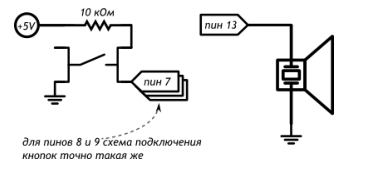 10 кОм
+5V
пин 13
пин 7
для пинов 8 и 9 схема подключения
кнопок точно такая же